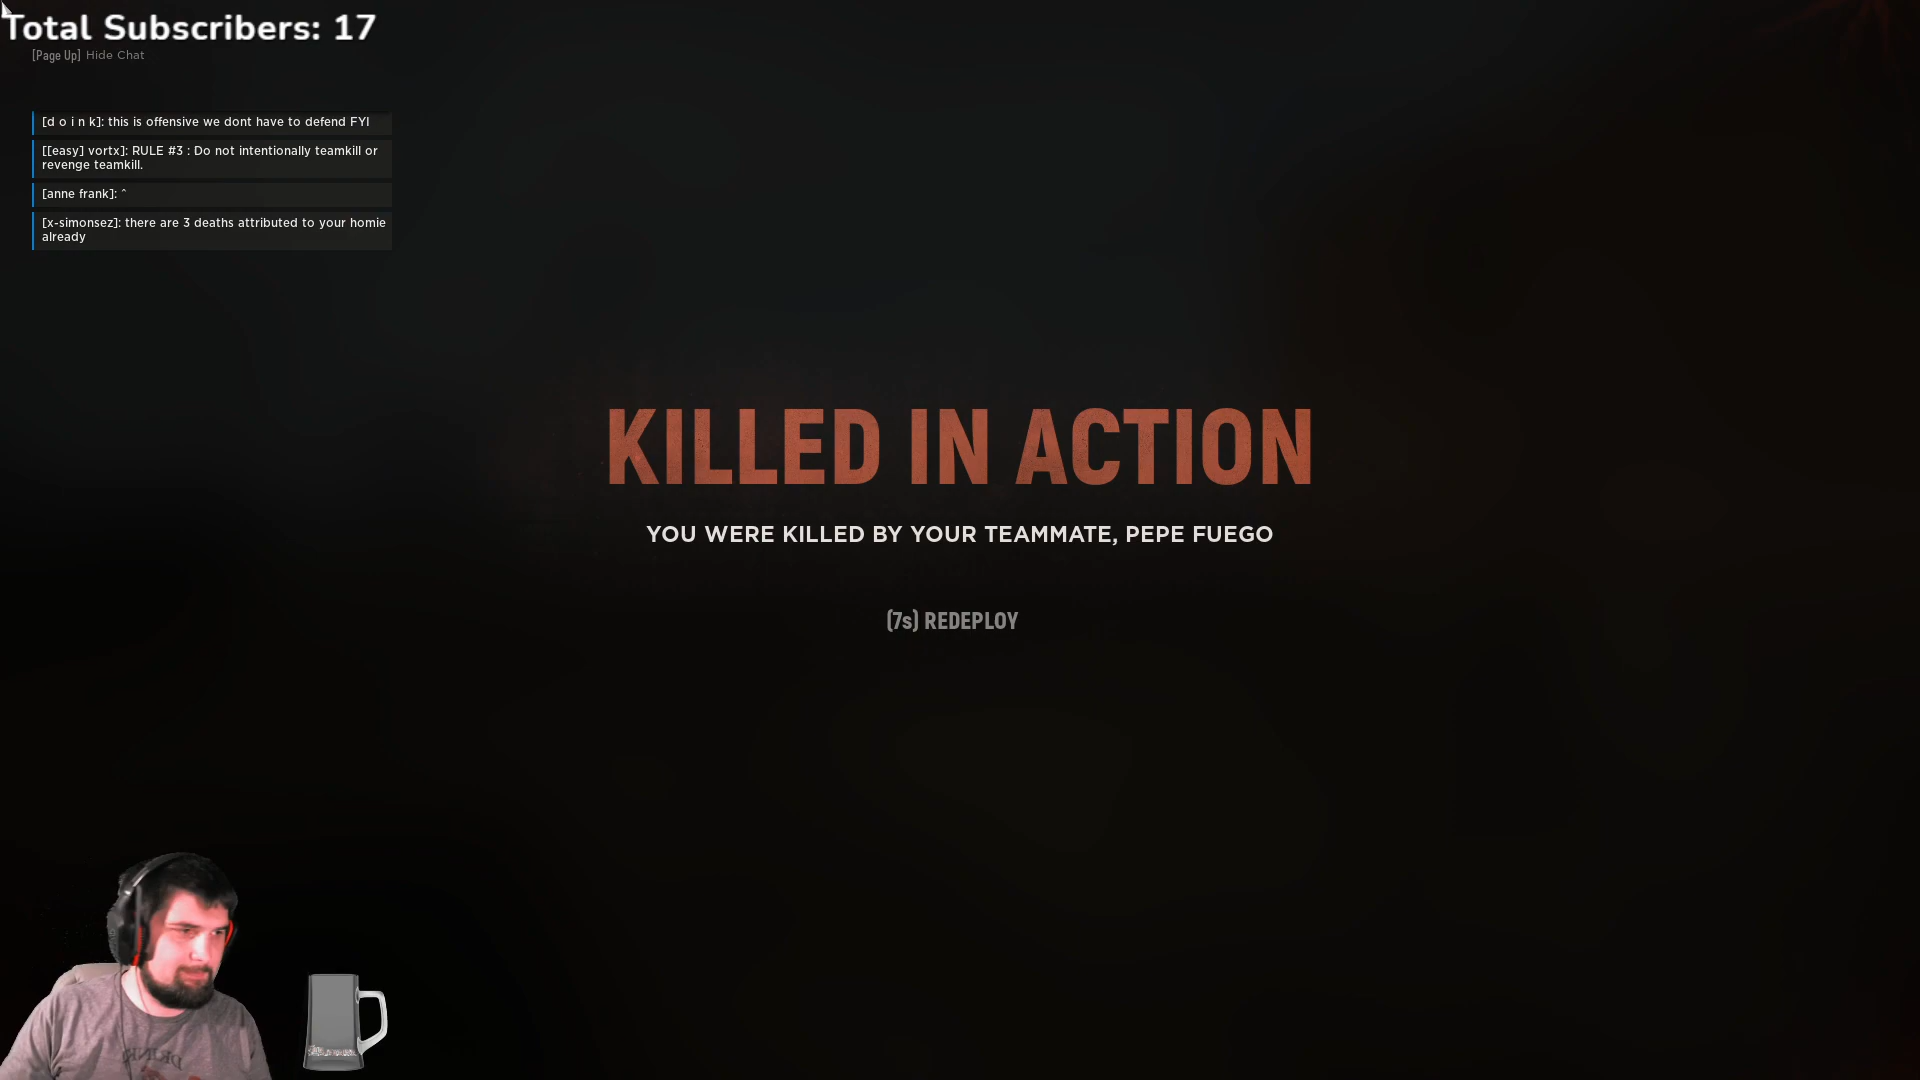 Total Subscribers: 17
[Page Up] Hide Chat
[d o i n k]: this is offensive we dont have to defend FYI
[[easy] vortx]: RULE #3 : Do not intentionally teamkill or
revenge teamkill.
[anne frank]: ^
[x-simonsez]: there are 3 deaths attributed to your homie
already
KILLED IN ACTION
YOU WERE KILLED BY YOUR TEAMMATE, PEPE FUEGO
(7s) REDEPLOY